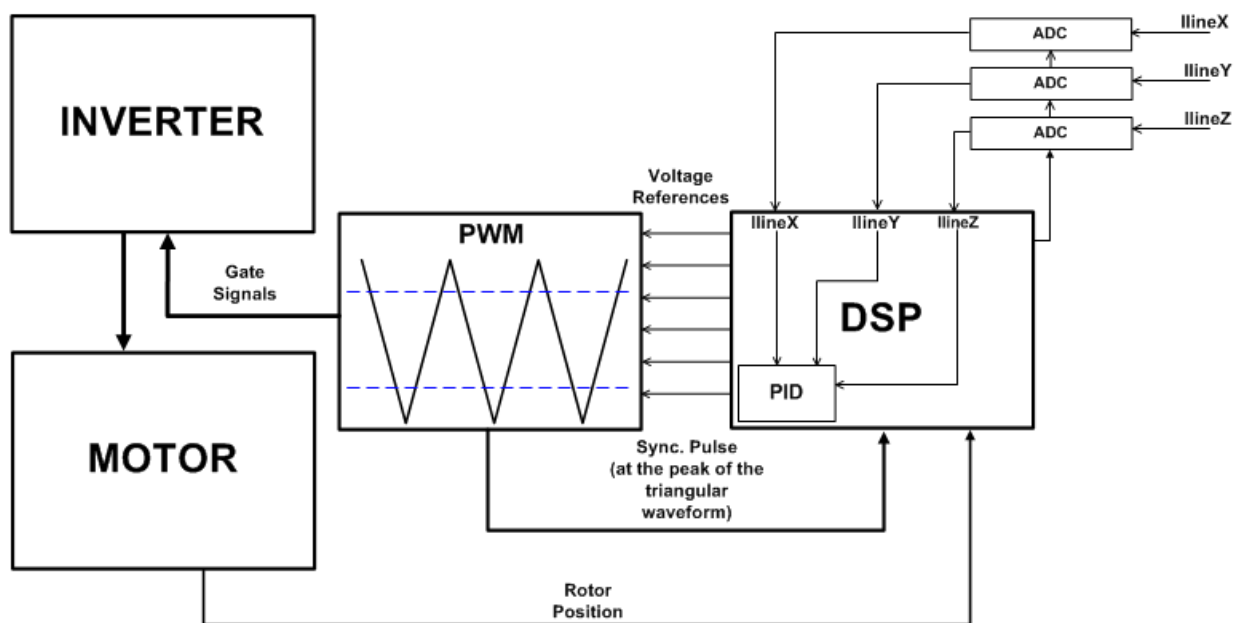 INVERTER
MOTOR
Gate
Signals
PWM
Voltage
References
ADC
IlineX
ADC
IlineY
ADC
IlineZ
IlineX
IlineY
IlineZ
DSP
PID
Sync. Pulse
(at the peak of the
triangular
waveform)
Rotor
Position